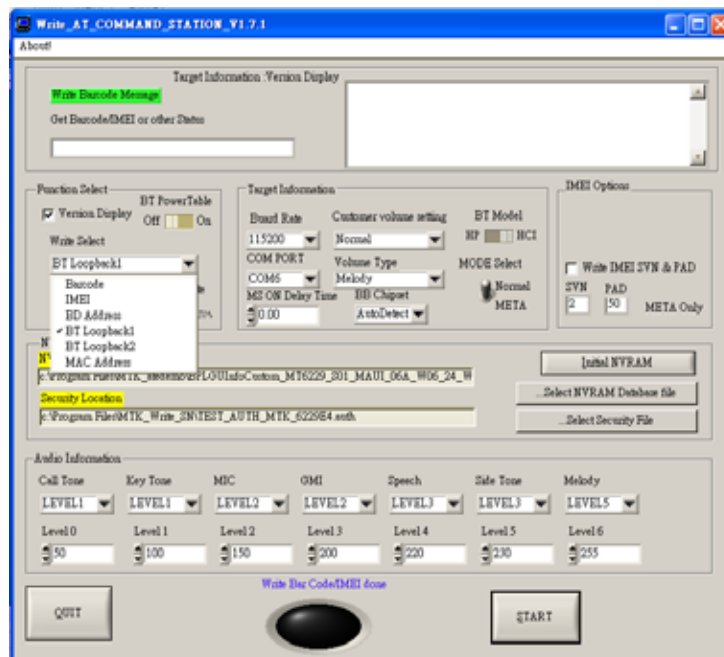 Write_AT_COMMAND_STATION_V1.7.1
About!
Target Information :Version Display
Write Barcode Message
Get Barcode/IMEI or other Status
Function Select
BT PowerTable
Version Display Off On
Write Select
BT Loopback1
Barcode
IMEI
BD Address
BT Loopback1
BT Loopback2
MAC Address
Target Information
Buard Rate Customer volume setting BT Model
115200 Normal HP HCI
COM PORT Volume Type MODE Select
COM6 Melody Normal
MS ON Delay Time BB Chipset META
0.00 AutoDetect
IMEI Options
Write IMEI SVN & PAD
SVN PAD
2 50 META Only
Initial NVRAM
Security Location
c:\Program Files\MTK_Write_SN\TEST_AUTH_MTK_6229E4.auth
...Select NVRAM Database file
...Select Security File
Audio Information
Call Tone Key Tone MIC GMI Speech Side Tone Melody
LEVEL1 LEVEL1 LEVEL2 LEVEL2 LEVEL3 LEVEL3 LEVEL5
Level 0 Level 1 Level 2 Level 3 Level 4 Level 5 Level 6
50 100 150 200 220 230 255
Write Bar Code/IMEI done
QUIT
START